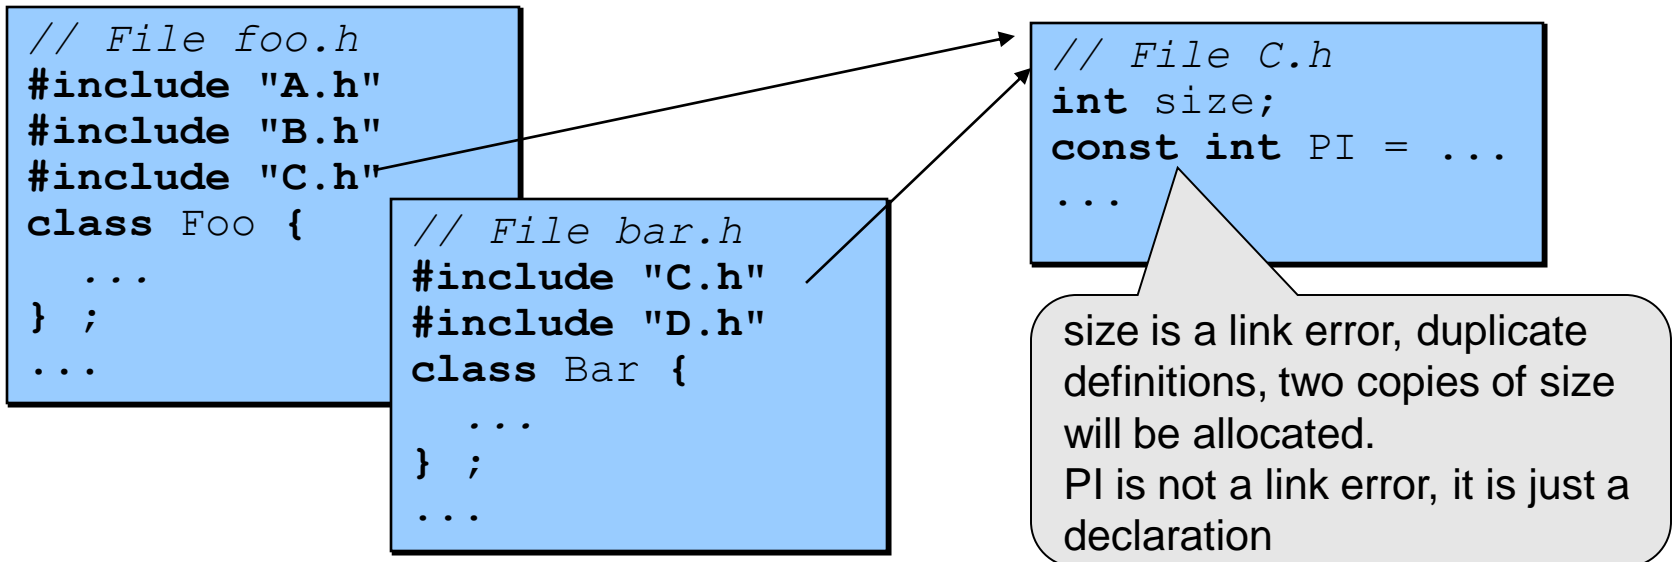 // File foo.h
#include "A.h"
#include "B.h"
#include "C.h"
class Foo {
...
} ;
...
// File bar.h
#include "C.h"
#include "D.h"
class Bar {
...
} ;
...
// File C.h
int size;
const int PI = ...
...
size is a link error, duplicate
definitions, two copies of size
will be allocated.
PI is not a link error, it is just a
declaration